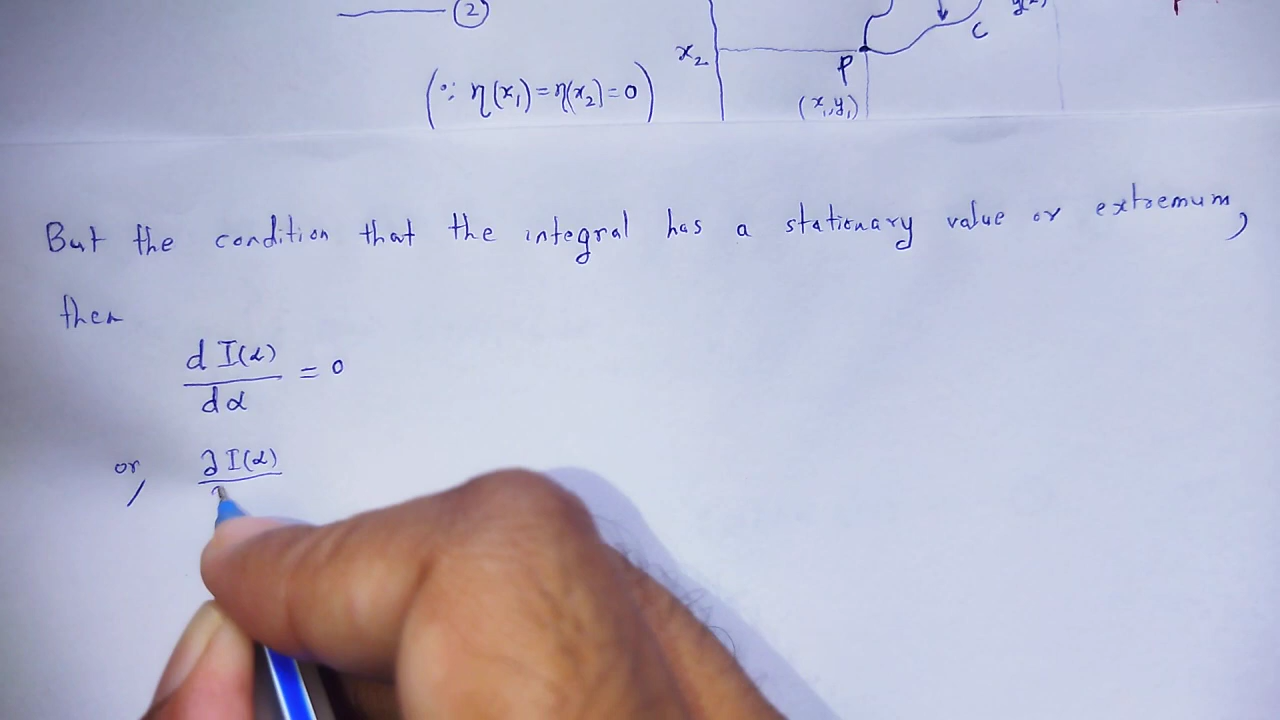 ②
(∵ η(x₁) = η(x₂) = 0)
x₂
P
C
(x₁, y₁)
But the condition that the integral has a stationary value or extremum,
then
d I(α) / dα = 0
or, ∂ I(α)